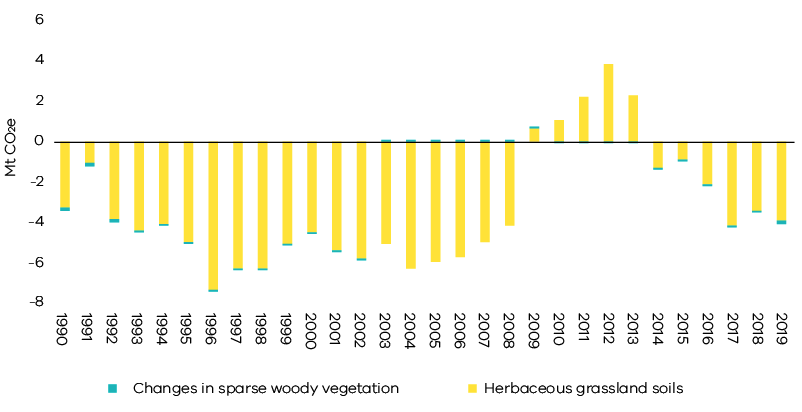 6
4
2
0
-2
-4
-6
-8
Mt CO2e
1990 1991 1992 1993 1994 1995 1996 1997 1998 1999 2000 2001 2002 2003 2004 2005 2006 2007 2008 2009 2010 2011 2012 2013 2014 2015 2016 2017 2018 2019
Changes in sparse woody vegetation Herbaceous grassland soils